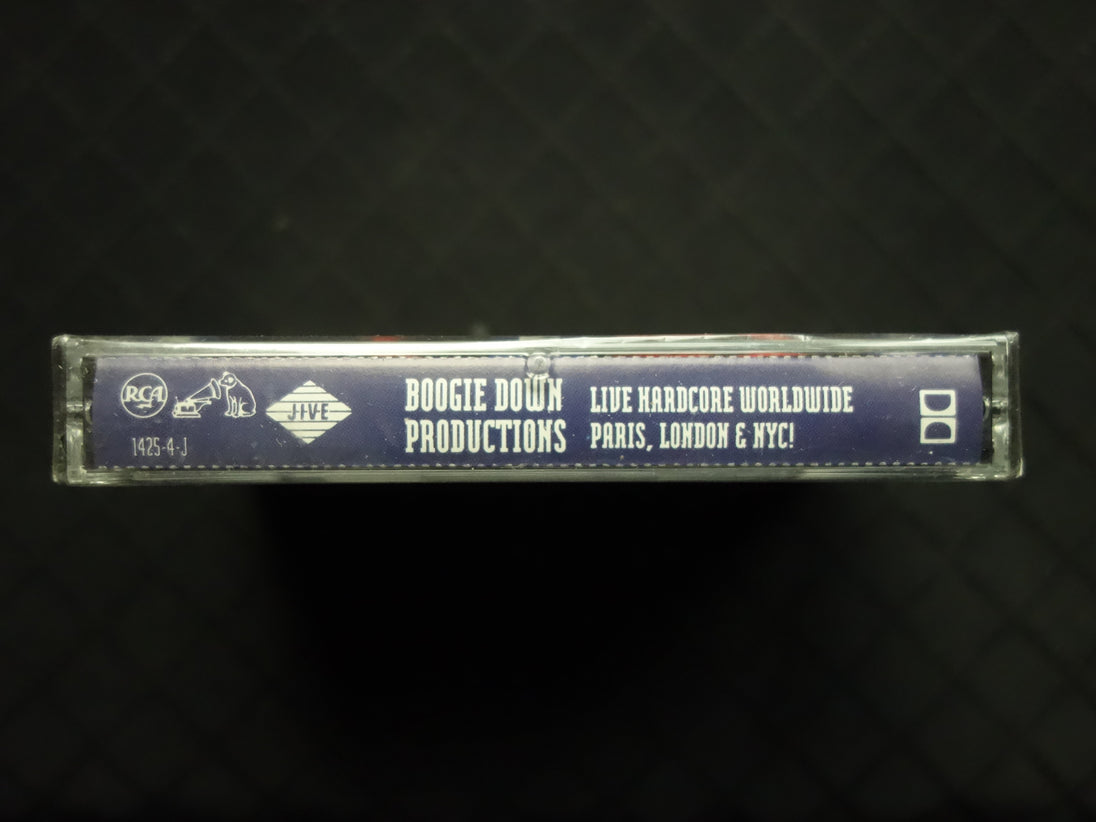 RCA
1425-4-J
JIVE
BOOGIE DOWN
PRODUCTIONS
LIVE HARDCORE WORLDWIDE
PARIS, LONDON & NYC!